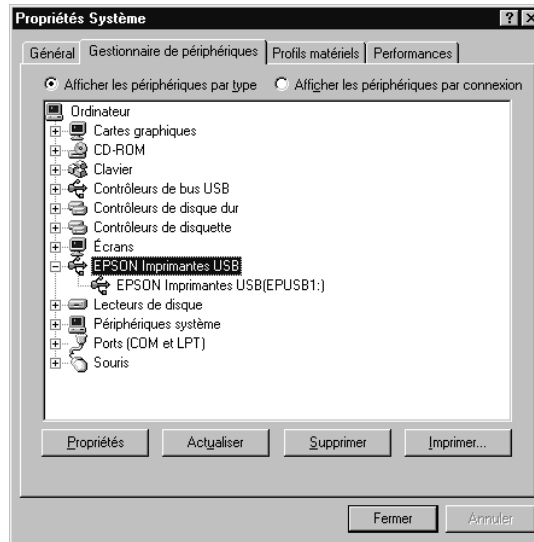 Propriétés Système
Général Gestionnaire de périphériques Profils matériels Performances
Afficher les périphériques par type Afficher les périphériques par connexion
Ordinateur
Cartes graphiques
CD-ROM
Clavier
Contrôleurs de bus USB
Contrôleurs de disque dur
Contrôleurs de disquette
Écrans
EPSON Imprimantes USB
EPSON Imprimantes USB(EPUSB1:)
Lecteurs de disque
Périphériques système
Ports (COM et LPT)
Souris
Propriétés Actualiser Supprimer Imprimer...
Fermer Annuler